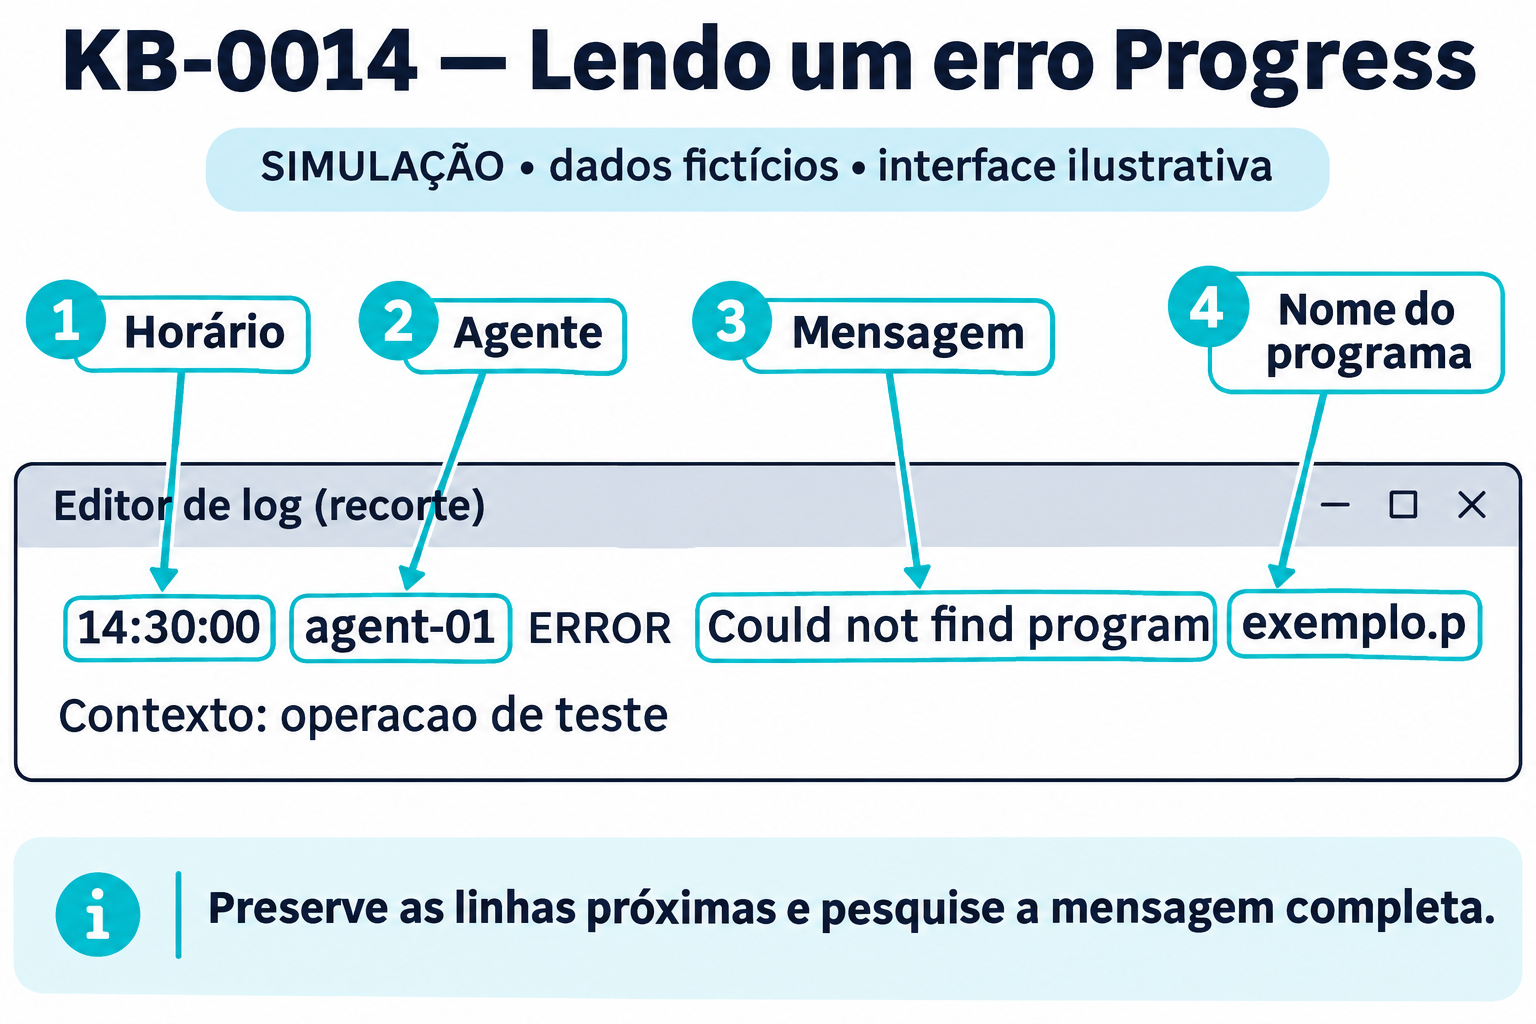 KB-0014 — Lendo um erro Progress
SIMULAÇÃO • dados fictícios • interface ilustrativa
1 Horário
2 Agente
3 Mensagem
4 Nome do
programa
Editor de log (recorte)
14:30:00 agent-01 ERROR Could not find program exemplo.p
Contexto: operacao de teste
i Preserve as linhas próximas e pesquise a mensagem completa.